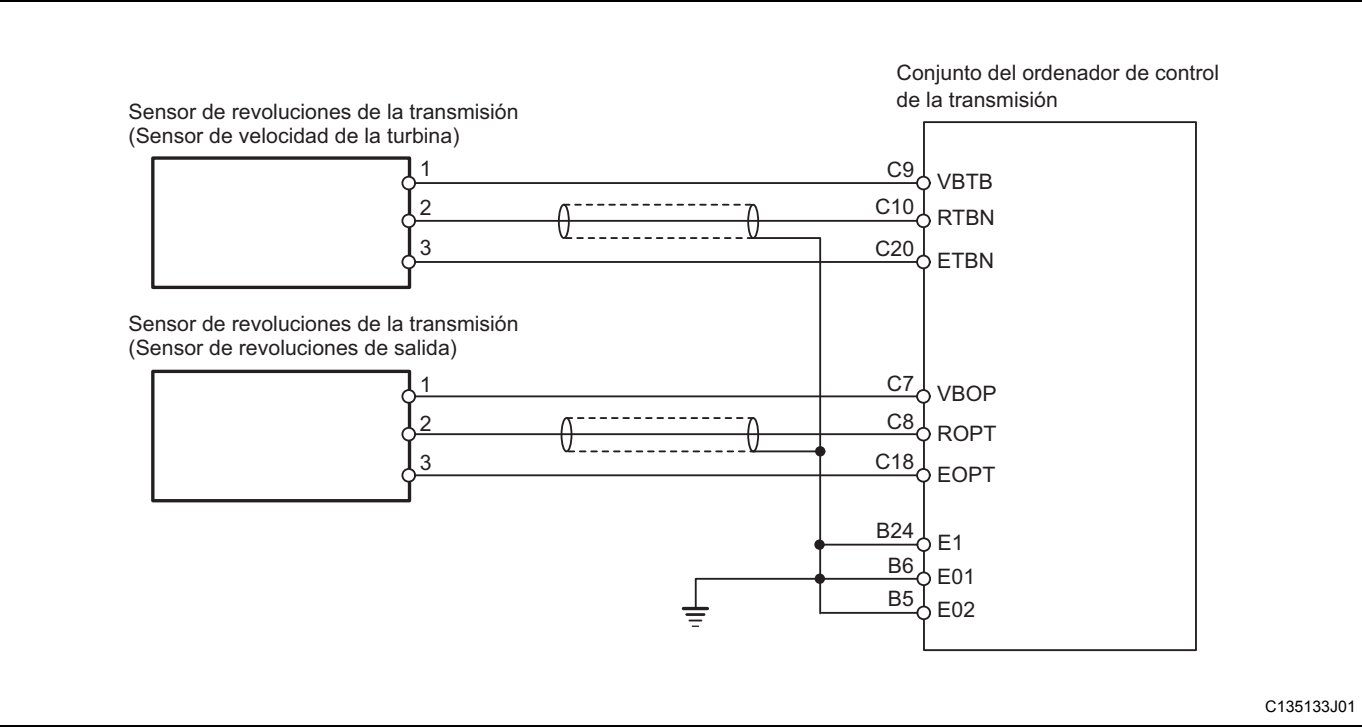 Conjunto del ordenador de control
de la transmisión
Sensor de revoluciones de la transmisión
(Sensor de velocidad de la turbina)
1
C9
VBTB
2
C10
RTBN
3
C20
ETBN
Sensor de revoluciones de la transmisión
(Sensor de revoluciones de salida)
1
C7
VBOP
2
C8
ROPT
3
C18
EOPT
B24
E1
B6
E01
B5
E02
C135133J01